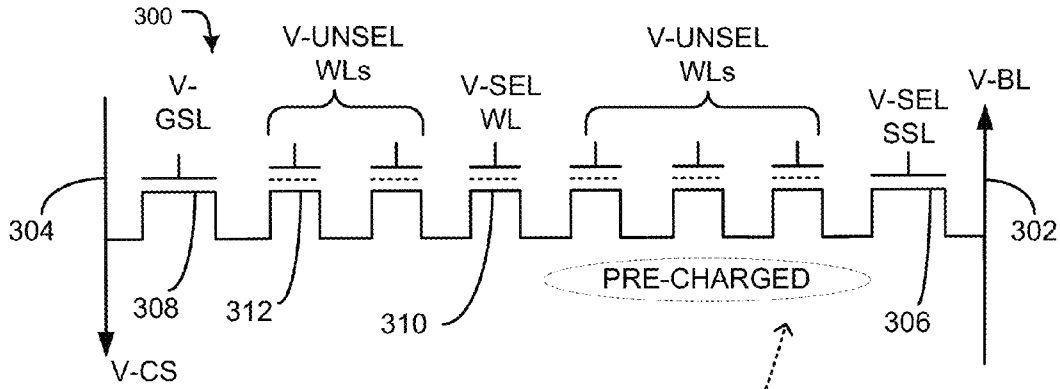 300
V-UNSEL
WLs
V-UNSEL
WLs
V-
GSL
V-SEL
WL
V-SEL
SSL
V-BL
304
302
PRE-CHARGED
308
312
310
306
V-CS